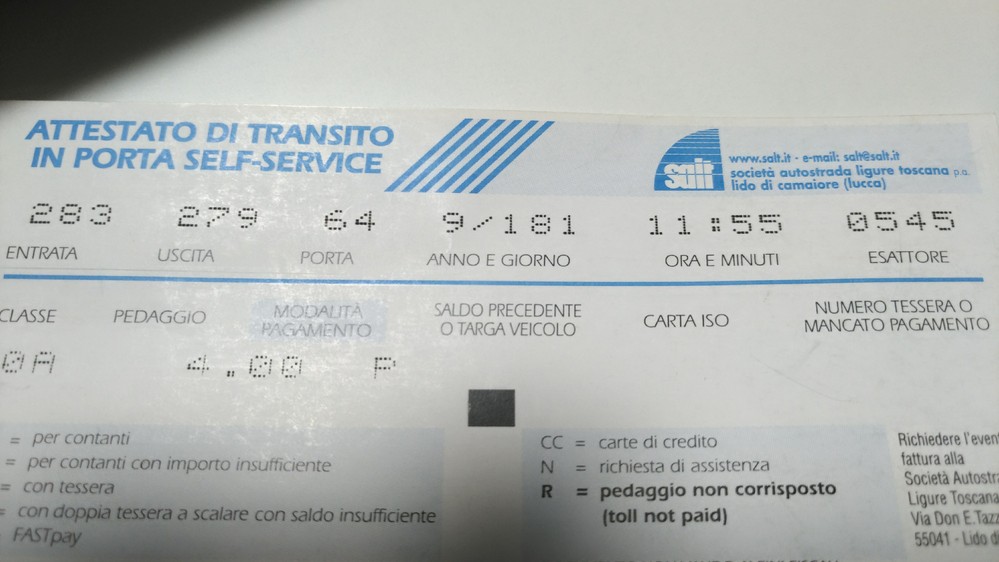 ATTESTATO DI TRANSITO
IN PORTA SELF-SERVICE
salt
www.salt.it - e-mail: salt@salt.it
società autostrada ligure toscana p.a.
lido di camaiore (lucca)
283 279 64 9/181 11:55 0545
ENTRATA USCITA PORTA ANNO E GIORNO ORA E MINUTI ESATTORE
CLASSE PEDAGGIO MODALITÀ PAGAMENTO SALDO PRECEDENTE O TARGA VEICOLO CARTA ISO NUMERO TESSERA O MANCATO PAGAMENTO
0A 4.00 P
= per contanti
= per contanti con importo insufficiente
= con tessera
= con doppia tessera a scalare con saldo insufficiente
FASTpay
CC = carte di credito
N = richiesta di assistenza
R = pedaggio non corrisposto
(toll not paid)
Richiedere l'even
fattura alla
Società Autostra
Ligure Toscana
Via Don E.Tazz
55041 - Lido di